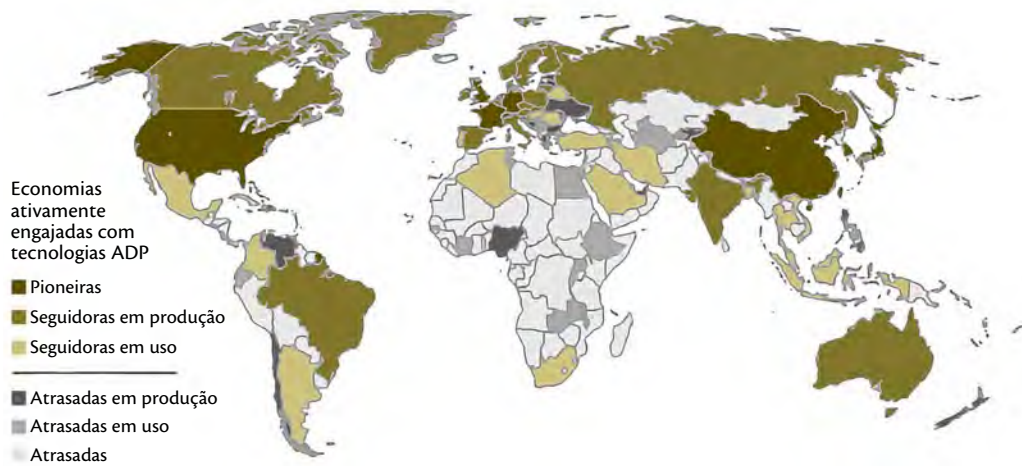 Economias
ativamente
engajadas com
tecnologias ADP
Pioneiras
Seguidoras em produção
Seguidoras em uso
Atrasadas em produção
Atrasadas em uso
Atrasadas